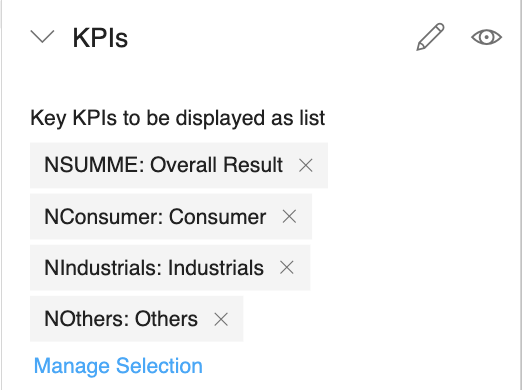 KPIs
Key KPIs to be displayed as list
NSUMME: Overall Result
NConsumer: Consumer
NIndustrials: Industrials
NOthers: Others
Manage Selection